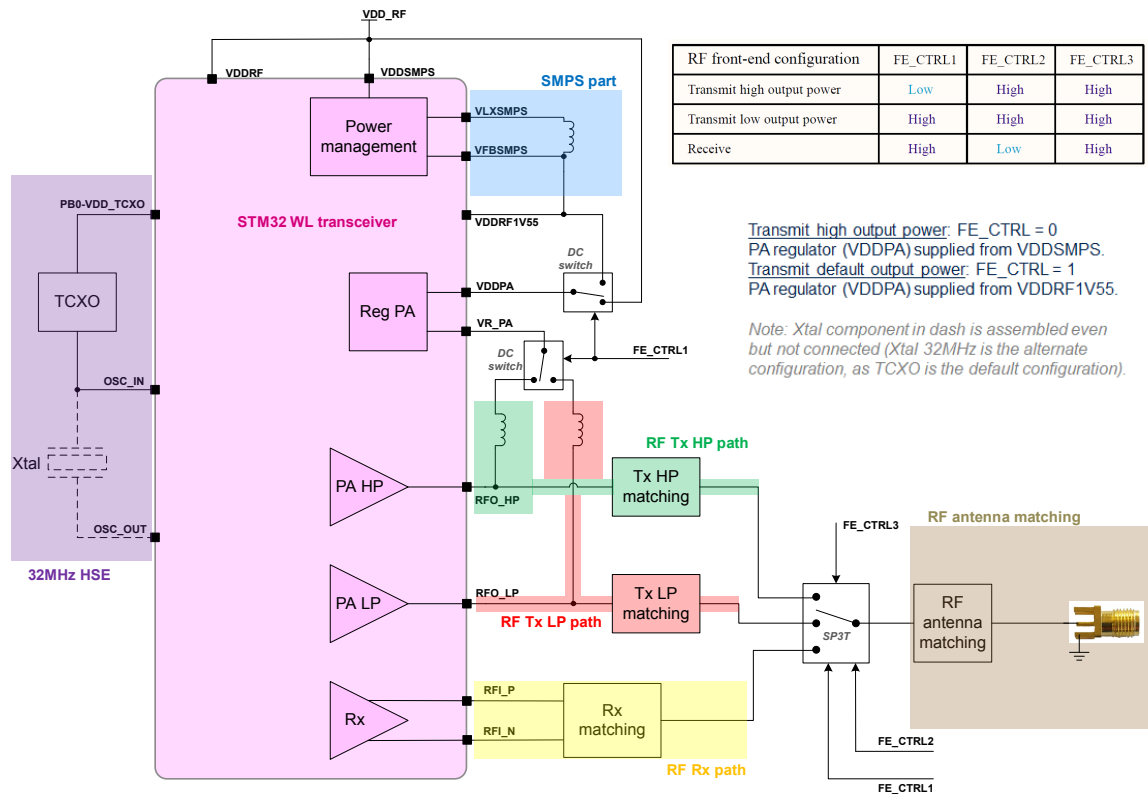 VDD_RF
VDDRF
VDDSMPS
SMPS part
RF front-end configuration FE_CTRL1 FE_CTRL2 FE_CTRL3
Transmit high output power Low High High
Transmit low output power High High High
Receive High Low High
Power
management
VLXSMPS
VFBSMPS
PB0-VDD_TCXO
STM32 WL transceiver
VDDRF1V55
Transmit high output power: FE_CTRL = 0
PA regulator (VDDPA) supplied from VDDSMPS.
Transmit default output power: FE_CTRL = 1
PA regulator (VDDPA) supplied from VDDRF1V55.
Note: Xtal component in dash is assembled even
but not connected (Xtal 32MHz is the alternate
configuration, as TCXO is the default configuration).
DC
switch
TCXO
Reg PA
VDDPA
VR_PA
FE_CTRL1
DC
switch
OSC_IN
Xtal
OSC_OUT
32MHz HSE
RF Tx HP path
PA HP
RFO_HP
Tx HP
matching
RF antenna matching
FE_CTRL3
PA LP
RFO_LP
Tx LP
matching
RF Tx LP path
SP3T
RF
antenna
matching
Rx
RFI_P
RFI_N
Rx
matching
RF Rx path
FE_CTRL2
FE_CTRL1